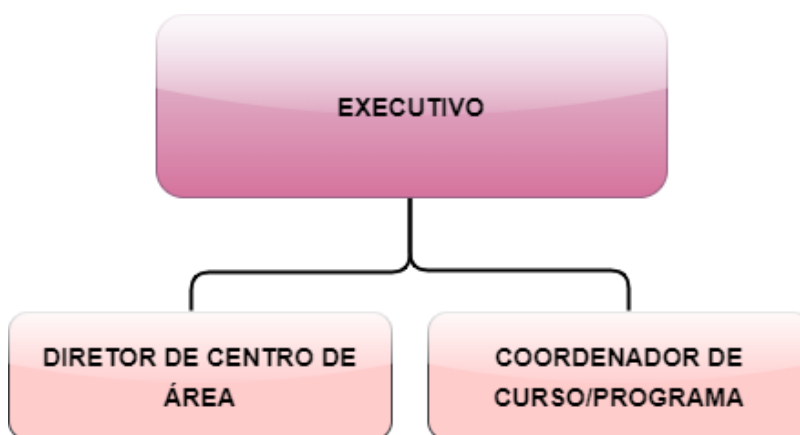 EXECUTIVO
DIRETOR DE CENTRO DE
ÁREA
COORDENADOR DE
CURSO/PROGRAMA